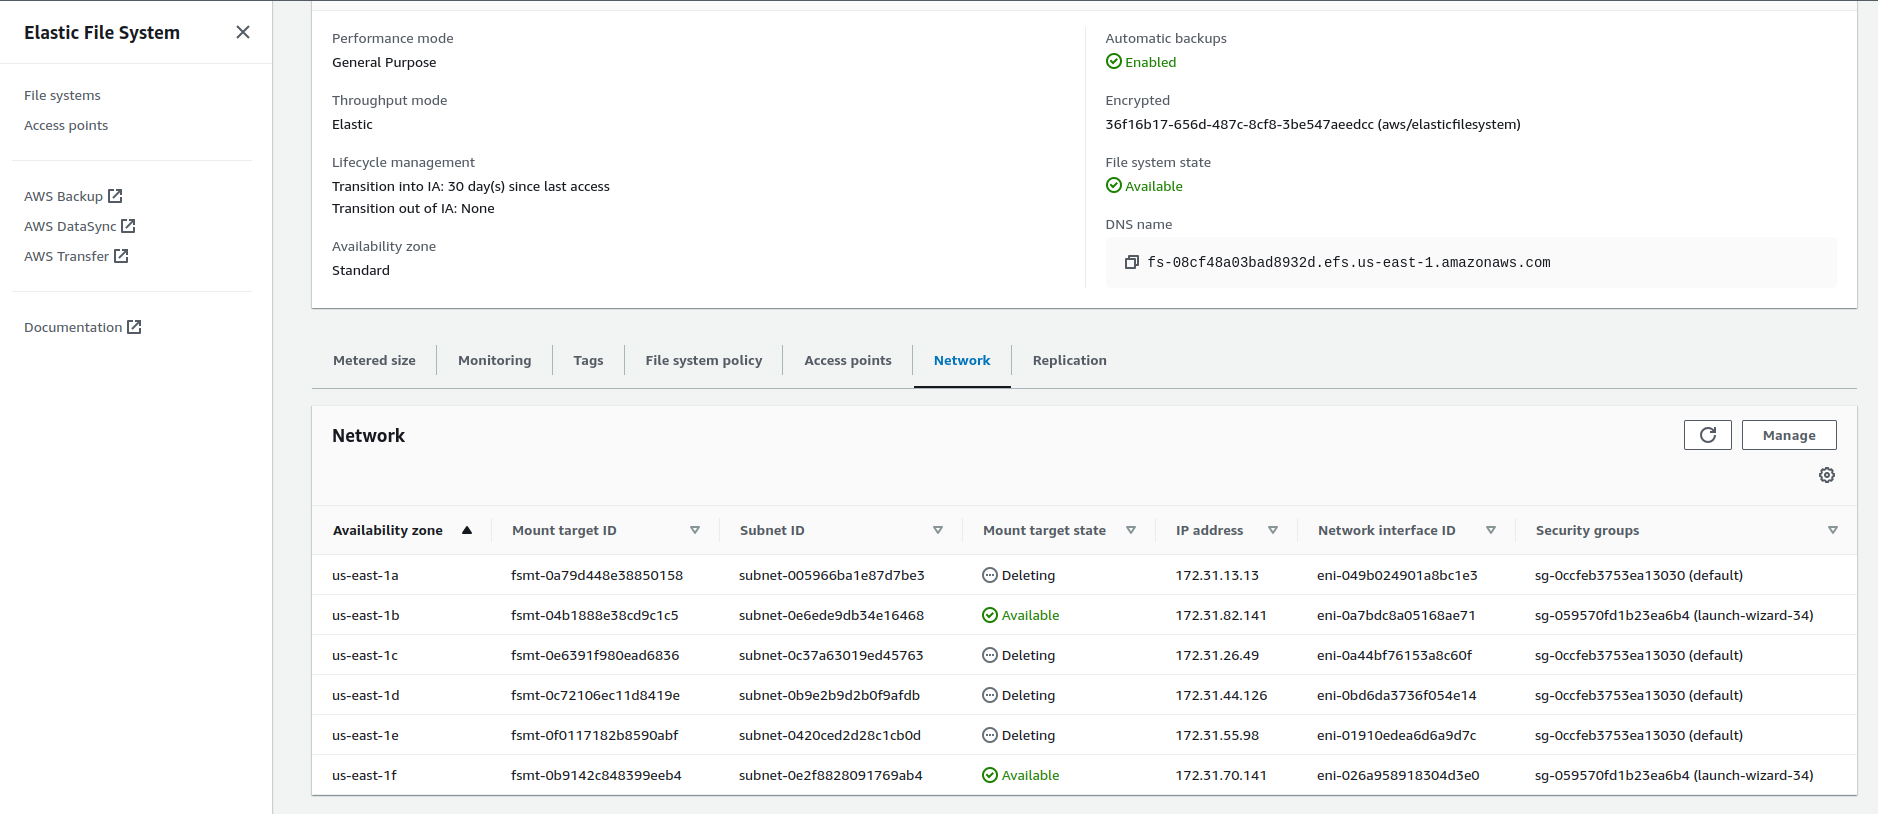 Elastic File System
File systems
Access points
AWS Backup
AWS DataSync
AWS Transfer
Documentation
Performance mode
General Purpose
Throughput mode
Elastic
Lifecycle management
Transition into IA: 30 day(s) since last access
Transition out of IA: None
Availability zone
Standard
Automatic backups
Enabled
Encrypted
36f16b17-656d-487c-8cf8-3be547aeedcc (aws/elasticfilesystem)
File system state
Available
DNS name
fs-08cf48a03bad8932d.efs.us-east-1.amazonaws.com
Metered size Monitoring Tags File system policy Access points Network Replication
Network
Manage
Availability zone Mount target ID Subnet ID Mount target state IP address Network interface ID Security groups
us-east-1a fsmt-0a79d448e38850158 subnet-005966ba1e87d7be3 Deleting 172.31.13.13 eni-049b024901a8bc1e3 sg-0ccfeb3753ea13030 (default)
us-east-1b fsmt-04b1888e38cd9c1c5 subnet-0e6ede9db34e16468 Available 172.31.82.141 eni-0a7bdc8a05168ae71 sg-059570fd1b23ea6b4 (launch-wizard-34)
us-east-1c fsmt-0e6391f980ead6836 subnet-0c37a63019ed45763 Deleting 172.31.26.49 eni-0a44bf76153a8c60f sg-0ccfeb3753ea13030 (default)
us-east-1d fsmt-0c72106ec11d8419e subnet-0b9e2b9d2b0f9afdb Deleting 172.31.44.126 eni-0bd6da3736f054e14 sg-0ccfeb3753ea13030 (default)
us-east-1e fsmt-0f0117182b8590abf subnet-0420ced2d28c1cb0d Deleting 172.31.55.98 eni-01910edea6d6a9d7c sg-0ccfeb3753ea13030 (default)
us-east-1f fsmt-0b9142c848399eeb4 subnet-0e2f8828091769ab4 Available 172.31.70.141 eni-026a958918304d3e0 sg-059570fd1b23ea6b4 (launch-wizard-34)